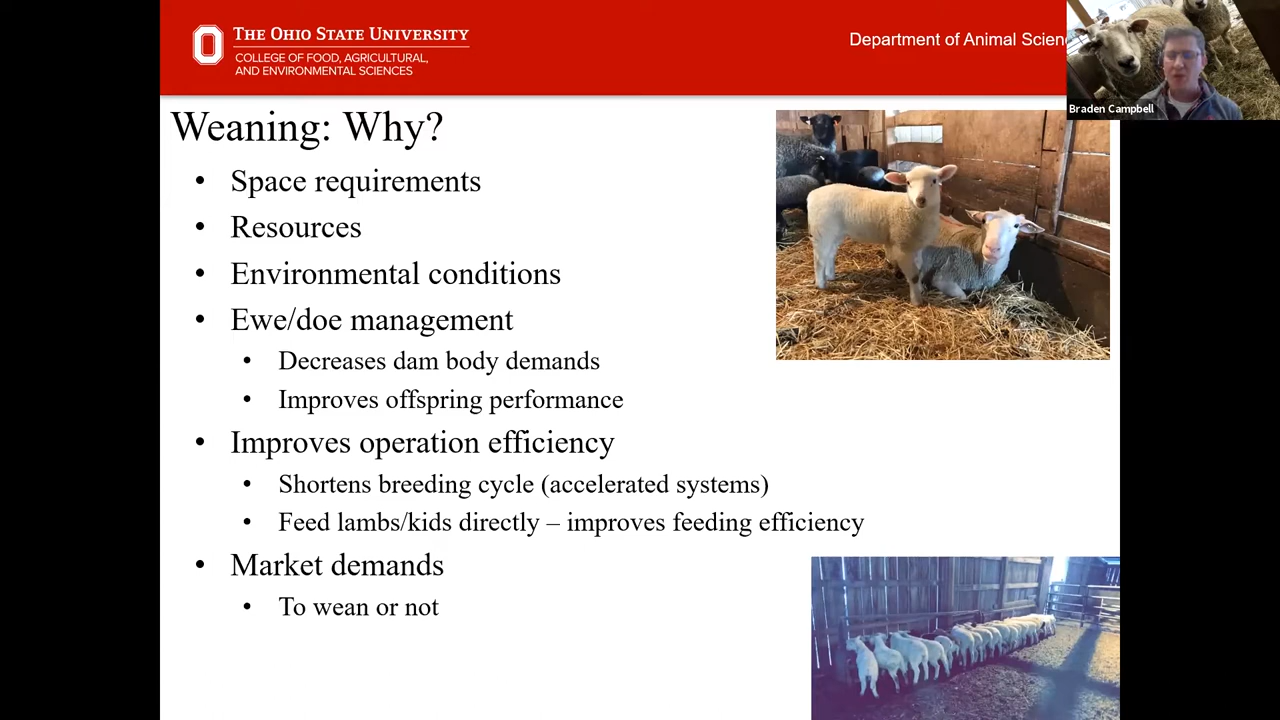 THE OHIO STATE UNIVERSITY
COLLEGE OF FOOD, AGRICULTURAL,
AND ENVIRONMENTAL SCIENCES
Department of Animal
Braden Campbell
Weaning: Why?
• Space requirements
• Resources
• Environmental conditions
• Ewe/doe management
• Decreases dam body demands
• Improves offspring performance
• Improves operation efficiency
• Shortens breeding cycle (accelerated systems)
• Feed lambs/kids directly – improves feeding efficiency
• Market demands
• To wean or not